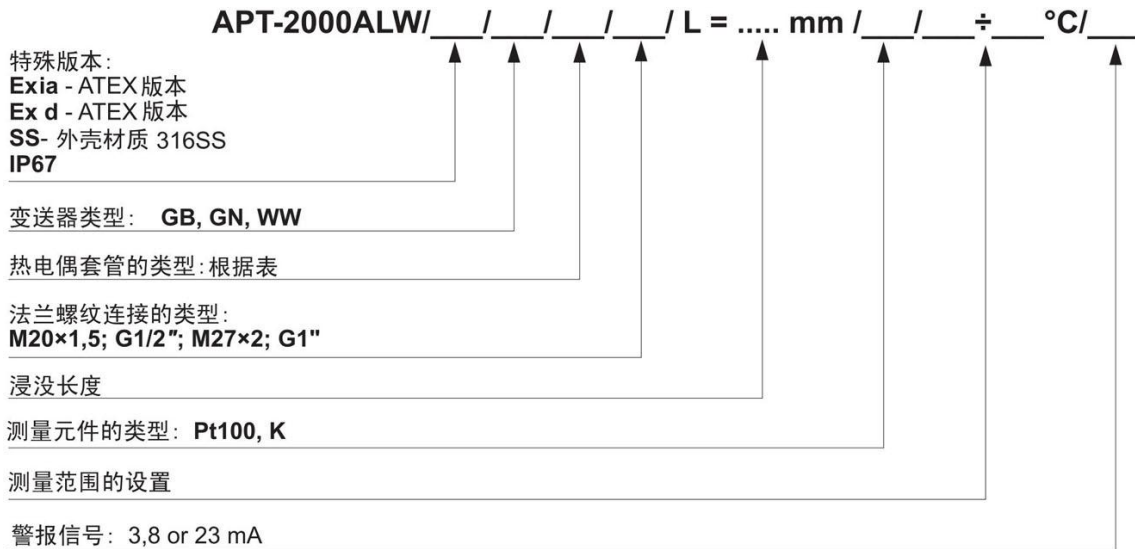 APT-2000ALW/___/___/___/___/ L = ..... mm /___/___÷___°C/___
特殊版本：
Exia - ATEX 版本
Ex d - ATEX 版本
SS- 外壳材质 316SS
IP67
变送器类型： GB, GN, WW
热电偶套管的类型：根据表
法兰螺纹连接的类型：
M20×1,5; G1/2"; M27×2; G1"
浸没长度
测量元件的类型： Pt100, K
测量范围的设置
警报信号： 3,8 or 23 mA